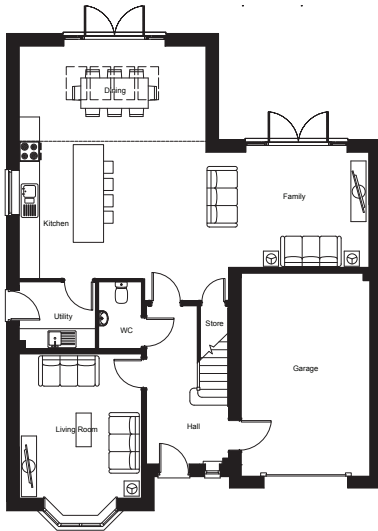 Dining
Family
Kitchen
Utility
WC
Store
Garage
Living Room
Hall